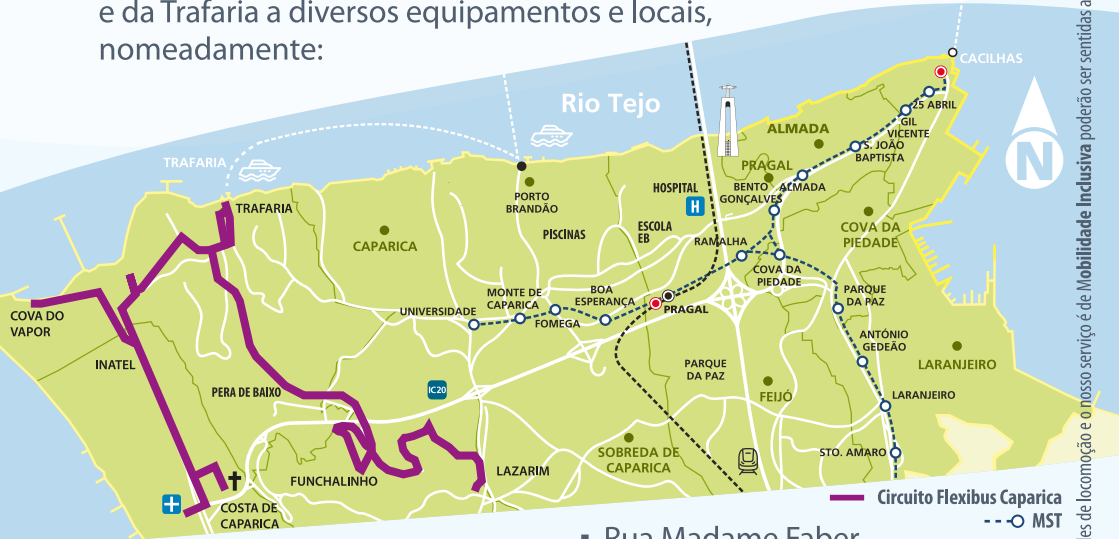 e da Trafaria a diversos equipamentos e locais,
nomeadamente:
Rio Tejo
CACILHAS
25 ABRIL
GIL
VICENTE
S. JOÃO
BAPTISTA
ALMADA
PRAGAL
BENTO
GONÇALVES
ALMADA
N
TRAFARIA
TRAFARIA
PORTO
BRANDÃO
HOSPITAL
H
PISCINAS
ESCOLA
EB
CAPARICA
RAMALHA
COVA DA
PIEDADE
COVA DA
PIEDADE
COVA DO
VAPOR
UNIVERSIDADE
MONTE DE
CAPARICA
FOMEGA
BOA
ESPERANÇA
PRAGAL
PARQUE
DA PAZ
ANTÓNIO
GEDEÃO
INATEL
PERA DE BAIXO
IC20
PARQUE
DA PAZ
FEIJÓ
LARANJEIRO
LARANJEIRO
STO. AMARO
SOBREDA DE
CAPARICA
LAZARIM
FUNCHALINHO
COSTA DE
CAPARICA
Circuito Flexibus Caparica
MST
Rua Madame Faber
des de locomoção e o nosso serviço é de Mobilidade Inclusiva poderão ser sentidas a